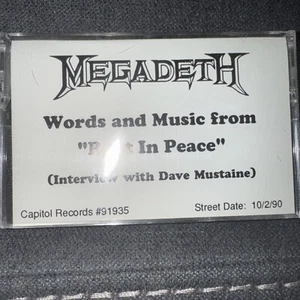 MEGADETH
Words and Music from
In Peace"
(Interview with Dave Mustaine)
Capitol Records #91935
Street Date: 10/2/90